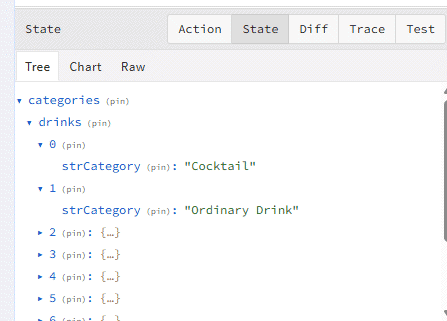 State Action State Diff Trace Test
Tree Chart Raw
▾ categories (pin)
▾ drinks (pin)
▾ 0 (pin)
strCategory (pin): "Cocktail"
▾ 1 (pin)
strCategory (pin): "Ordinary Drink"
▸ 2 (pin): {…}
▸ 3 (pin): {…}
▸ 4 (pin): {…}
▸ 5 (pin): {…}
▸ 6 (pin): {…}